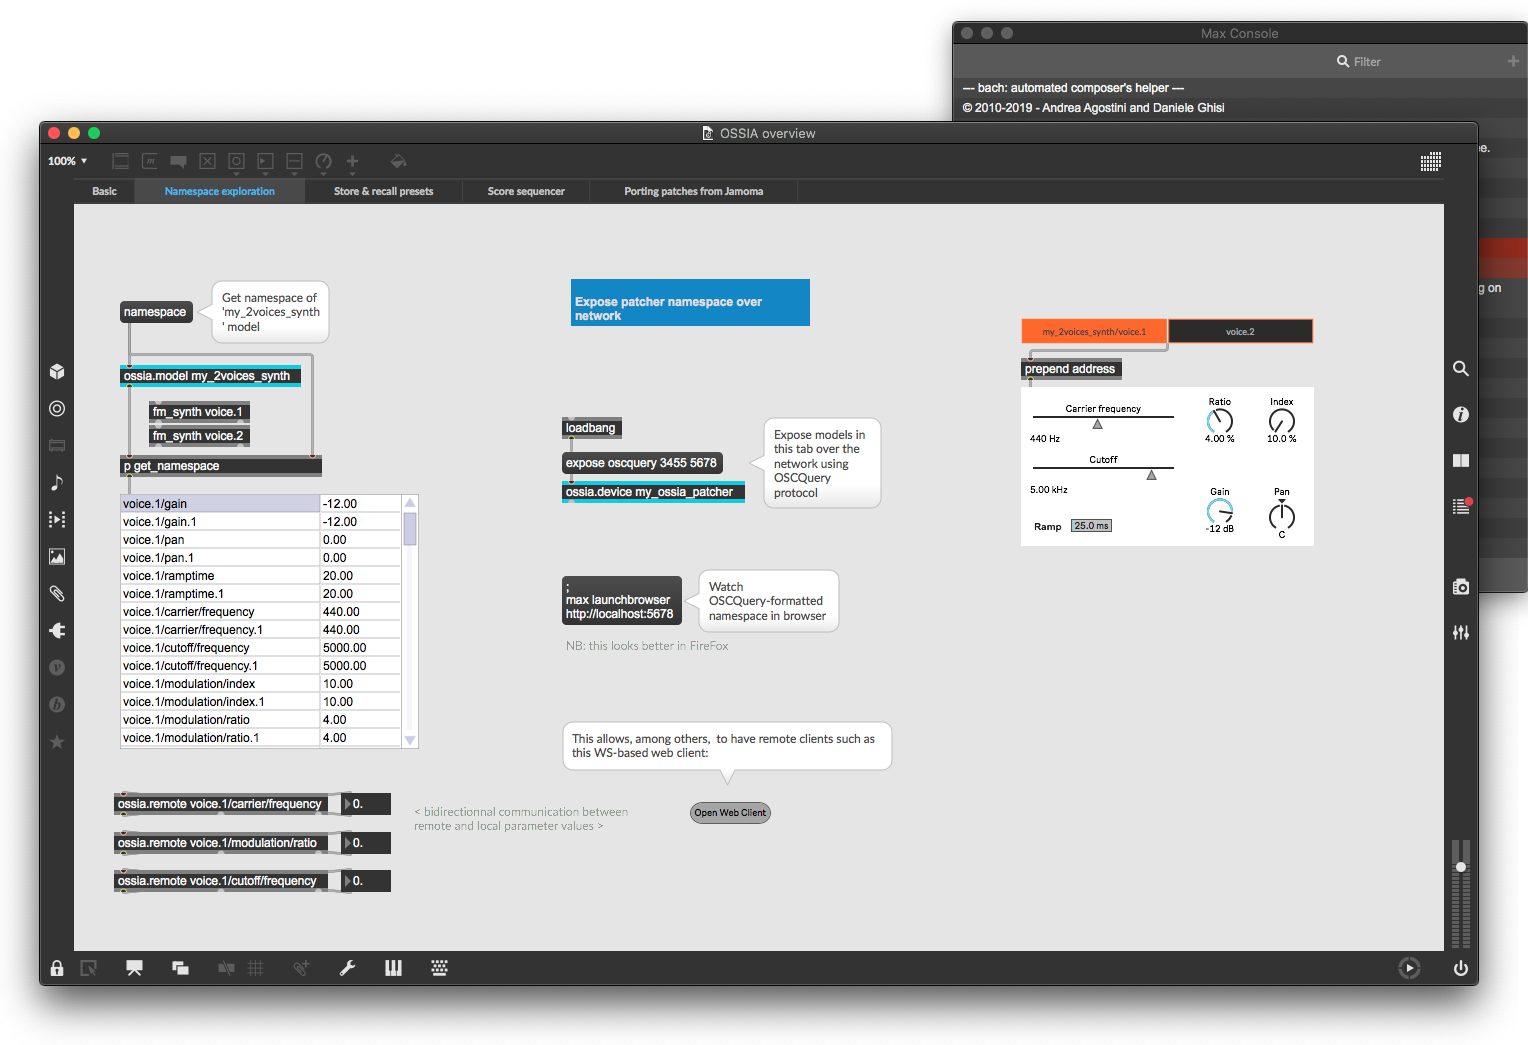 Max Console
Filter
--- bach: automated composer's helper ---
© 2010-2019 - Andrea Agostini and Daniele Ghisi
OSSIA overview
100%
Basic
Namespace exploration
Store & recall presets
Score sequencer
Porting patches from Jamoma
namespace
Get namespace of
'my_2voices_synth
' model
ossia.model my_2voices_synth
fm_synth voice.1
fm_synth voice.2
p get_namespace
voice.1/gain -12.00
voice.1/gain.1 -12.00
voice.1/pan 0.00
voice.1/pan.1 0.00
voice.1/ramptime 20.00
voice.1/ramptime.1 20.00
voice.1/carrier/frequency 440.00
voice.1/carrier/frequency.1 440.00
voice.1/cutoff/frequency 5000.00
voice.1/cutoff/frequency.1 5000.00
voice.1/modulation/index 10.00
voice.1/modulation/index.1 10.00
voice.1/modulation/ratio 4.00
voice.1/modulation/ratio.1 4.00
ossia.remote voice.1/carrier/frequency 0.
ossia.remote voice.1/modulation/ratio 0.
ossia.remote voice.1/cutoff/frequency 0.
< bidirectionnal communication between
remote and local parameter values >
Expose patcher namespace over
network
loadbang
expose oscquery 3455 5678
ossia.device my_ossia_patcher
Expose models in
this tab over the
network using
OSCQuery
protocol
;
max launchbrowser
http://localhost:5678
Watch
OSCQuery-formatted
namespace in browser
NB: this looks better in FireFox
This allows, among others, to have remote clients such as
this WS-based web client:
Open Web Client
my_2voices_synth/voice.1
voice.2
prepend address
Carrier frequency
440 Hz
Cutoff
5.00 kHz
Ramp 25.0 ms
Ratio
4.00 %
Index
10.0 %
Gain
-12 dB
Pan
C
e.
g on